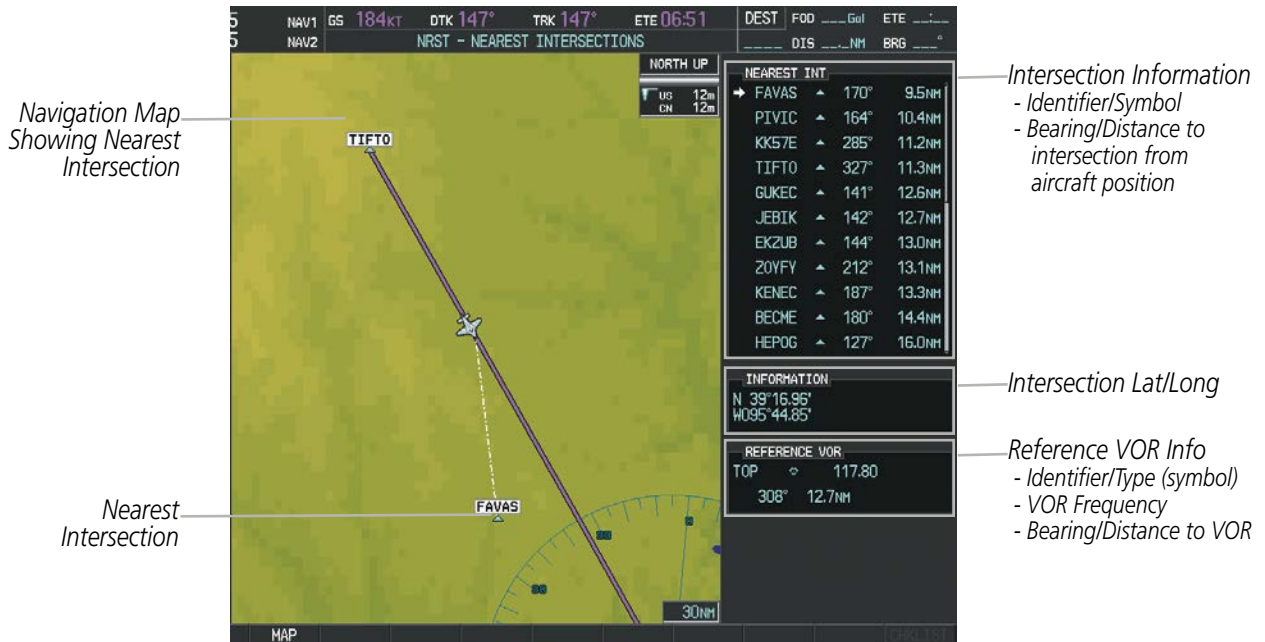 5 NAV1 GS 184KT DTK 147° TRK 147° ETE 06:51 DEST FOD ___Gal ETE __:__
5 NAV2 NRST - NEAREST INTERSECTIONS ____ DIS __._NM BRG ___°
NORTH UP
US 12m
CN 12m
Navigation Map
Showing Nearest
Intersection
TIFTO
Nearest
Intersection
FAVAS
30
30
30NM
NEAREST INT
FAVAS 170° 9.5NM
PIVIC 164° 10.4NM
KK57E 285° 11.2NM
TIFTO 327° 11.3NM
GUKEC 141° 12.6NM
JEBIK 142° 12.7NM
EKZUB 144° 13.0NM
ZOYFY 212° 13.1NM
KENEC 187° 13.3NM
BECME 180° 14.4NM
HEPOG 127° 16.0NM
INFORMATION
N 39°16.96'
W095°44.85'
REFERENCE VOR
TOP 117.80
308° 12.7NM
Intersection Information
- Identifier/Symbol
- Bearing/Distance to
intersection from
aircraft position
Intersection Lat/Long
Reference VOR Info
- Identifier/Type (symbol)
- VOR Frequency
- Bearing/Distance to VOR
MAP
CHKLIST